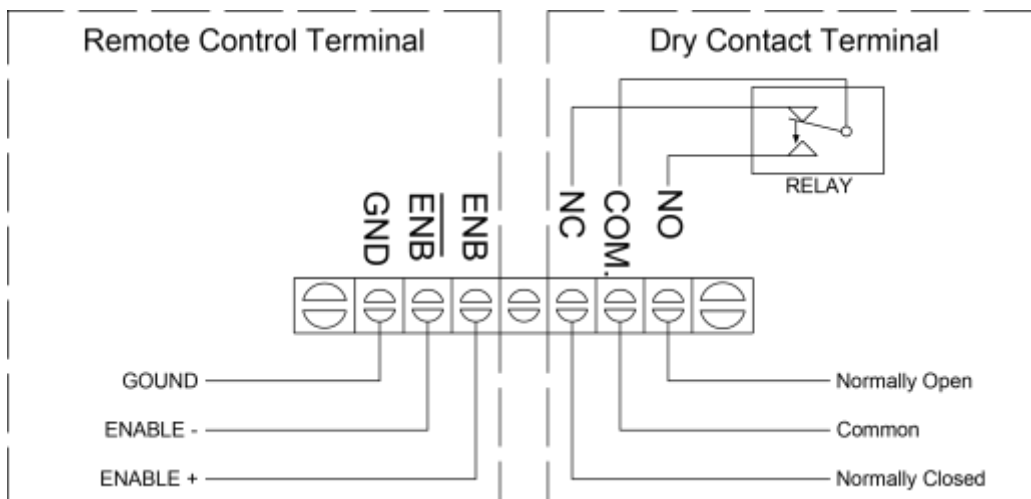 Remote Control Terminal
Dry Contact Terminal
RELAY
GND
ENB
ENB
NC
COM.
NO
GOUND
ENABLE -
ENABLE +
Normally Open
Common
Normally Closed